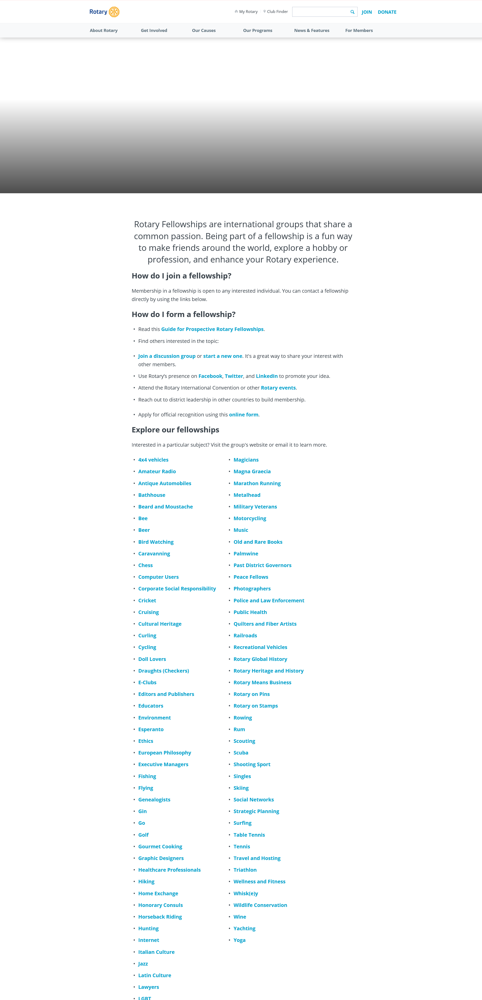 Rotary
My Rotary
Club Finder
JOIN
DONATE
About Rotary
Get Involved
Our Causes
Our Programs
News & Features
For Members
Rotary Fellowships are international groups that share a
common passion. Being part of a fellowship is a fun way
to make friends around the world, explore a hobby or
profession, and enhance your Rotary experience.
How do I join a fellowship?
Membership in a fellowship is open to any interested individual. You can contact a fellowship
directly by using the links below.
How do I form a fellowship?
• Read this Guide for Prospective Rotary Fellowships.
• Find others interested in the topic:
• Join a discussion group or start a new one. It's a great way to share your interest with
other members.
• Use Rotary’s presence on Facebook, Twitter, and LinkedIn to promote your idea.
• Attend the Rotary International Convention or other Rotary events.
• Reach out to district leadership in other countries to build membership.
• Apply for official recognition using this online form.
Explore our fellowships
Interested in a particular subject? Visit the group's website or email it to learn more.
• 4x4 vehicles
• Amateur Radio
• Antique Automobiles
• Bathhouse
• Beard and Moustache
• Bee
• Beer
• Bird Watching
• Caravanning
• Chess
• Computer Users
• Corporate Social Responsibility
• Cricket
• Cruising
• Cultural Heritage
• Curling
• Cycling
• Doll Lovers
• Draughts (Checkers)
• E-Clubs
• Editors and Publishers
• Educators
• Environment
• Esperanto
• Ethics
• European Philosophy
• Executive Managers
• Fishing
• Flying
• Genealogists
• Gin
• Go
• Golf
• Gourmet Cooking
• Graphic Designers
• Healthcare Professionals
• Hiking
• Home Exchange
• Honorary Consuls
• Horseback Riding
• Hunting
• Internet
• Italian Culture
• Jazz
• Latin Culture
• Lawyers
• LGBT
• Magicians
• Magna Graecia
• Marathon Running
• Metalhead
• Military Veterans
• Motorcycling
• Music
• Old and Rare Books
• Palmwine
• Past District Governors
• Peace Fellows
• Photographers
• Police and Law Enforcement
• Public Health
• Quilters and Fiber Artists
• Railroads
• Recreational Vehicles
• Rotary Global History
• Rotary Heritage and History
• Rotary Means Business
• Rotary on Pins
• Rotary on Stamps
• Rowing
• Rum
• Scouting
• Scuba
• Shooting Sport
• Singles
• Skiing
• Social Networks
• Strategic Planning
• Surfing
• Table Tennis
• Tennis
• Travel and Hosting
• Triathlon
• Wellness and Fitness
• Whisk(e)y
• Wildlife Conservation
• Wine
• Yachting
• Yoga